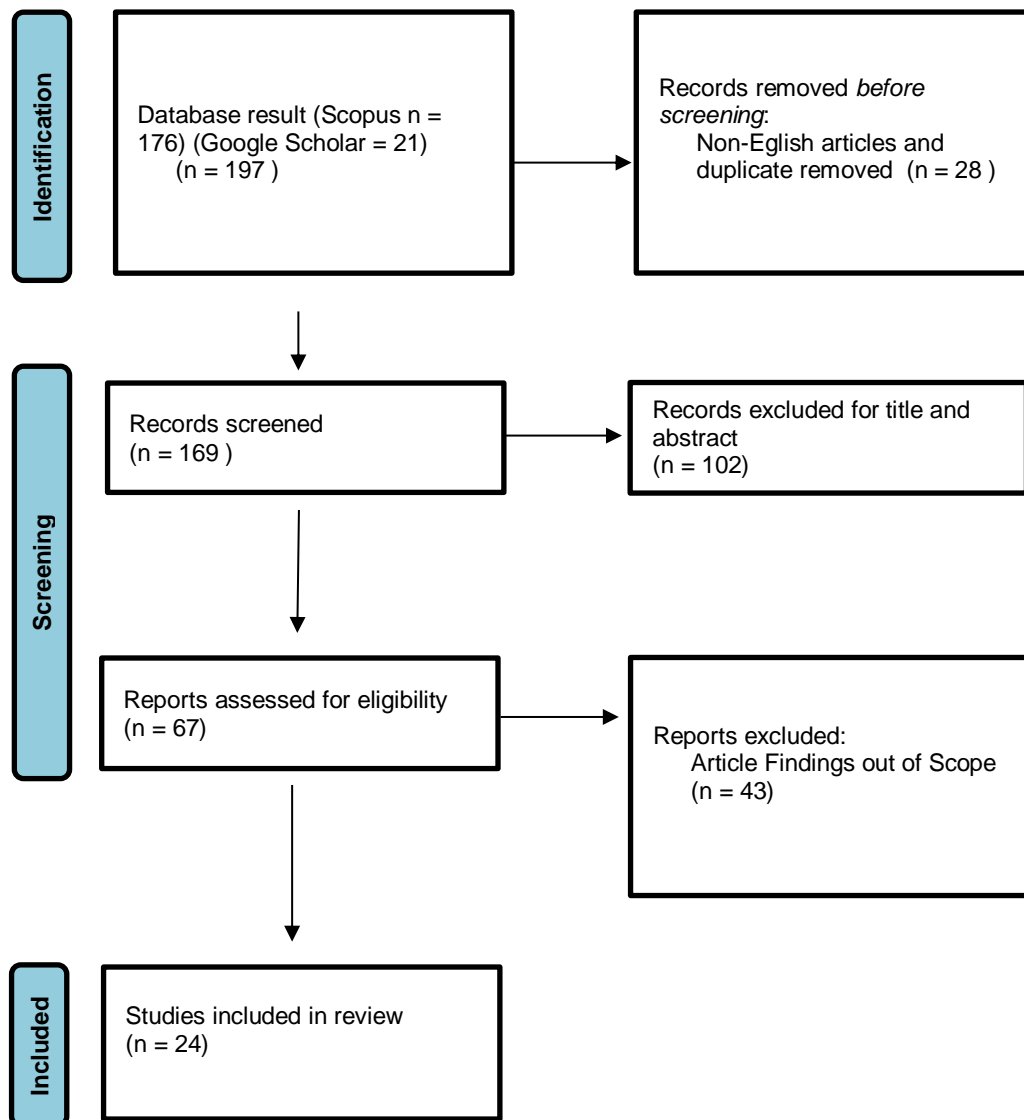 Identification
Database result (Scopus n =
176) (Google Scholar = 21)
(n = 197 )
Records removed before
screening:
Non-Eglish articles and
duplicate removed  (n = 28 )
Screening
Records screened
(n = 169 )
Records excluded for title and
abstract
(n = 102)
Reports assessed for eligibility
(n = 67)
Reports excluded:
Article Findings out of Scope
(n = 43)
Included
Studies included in review
(n = 24)